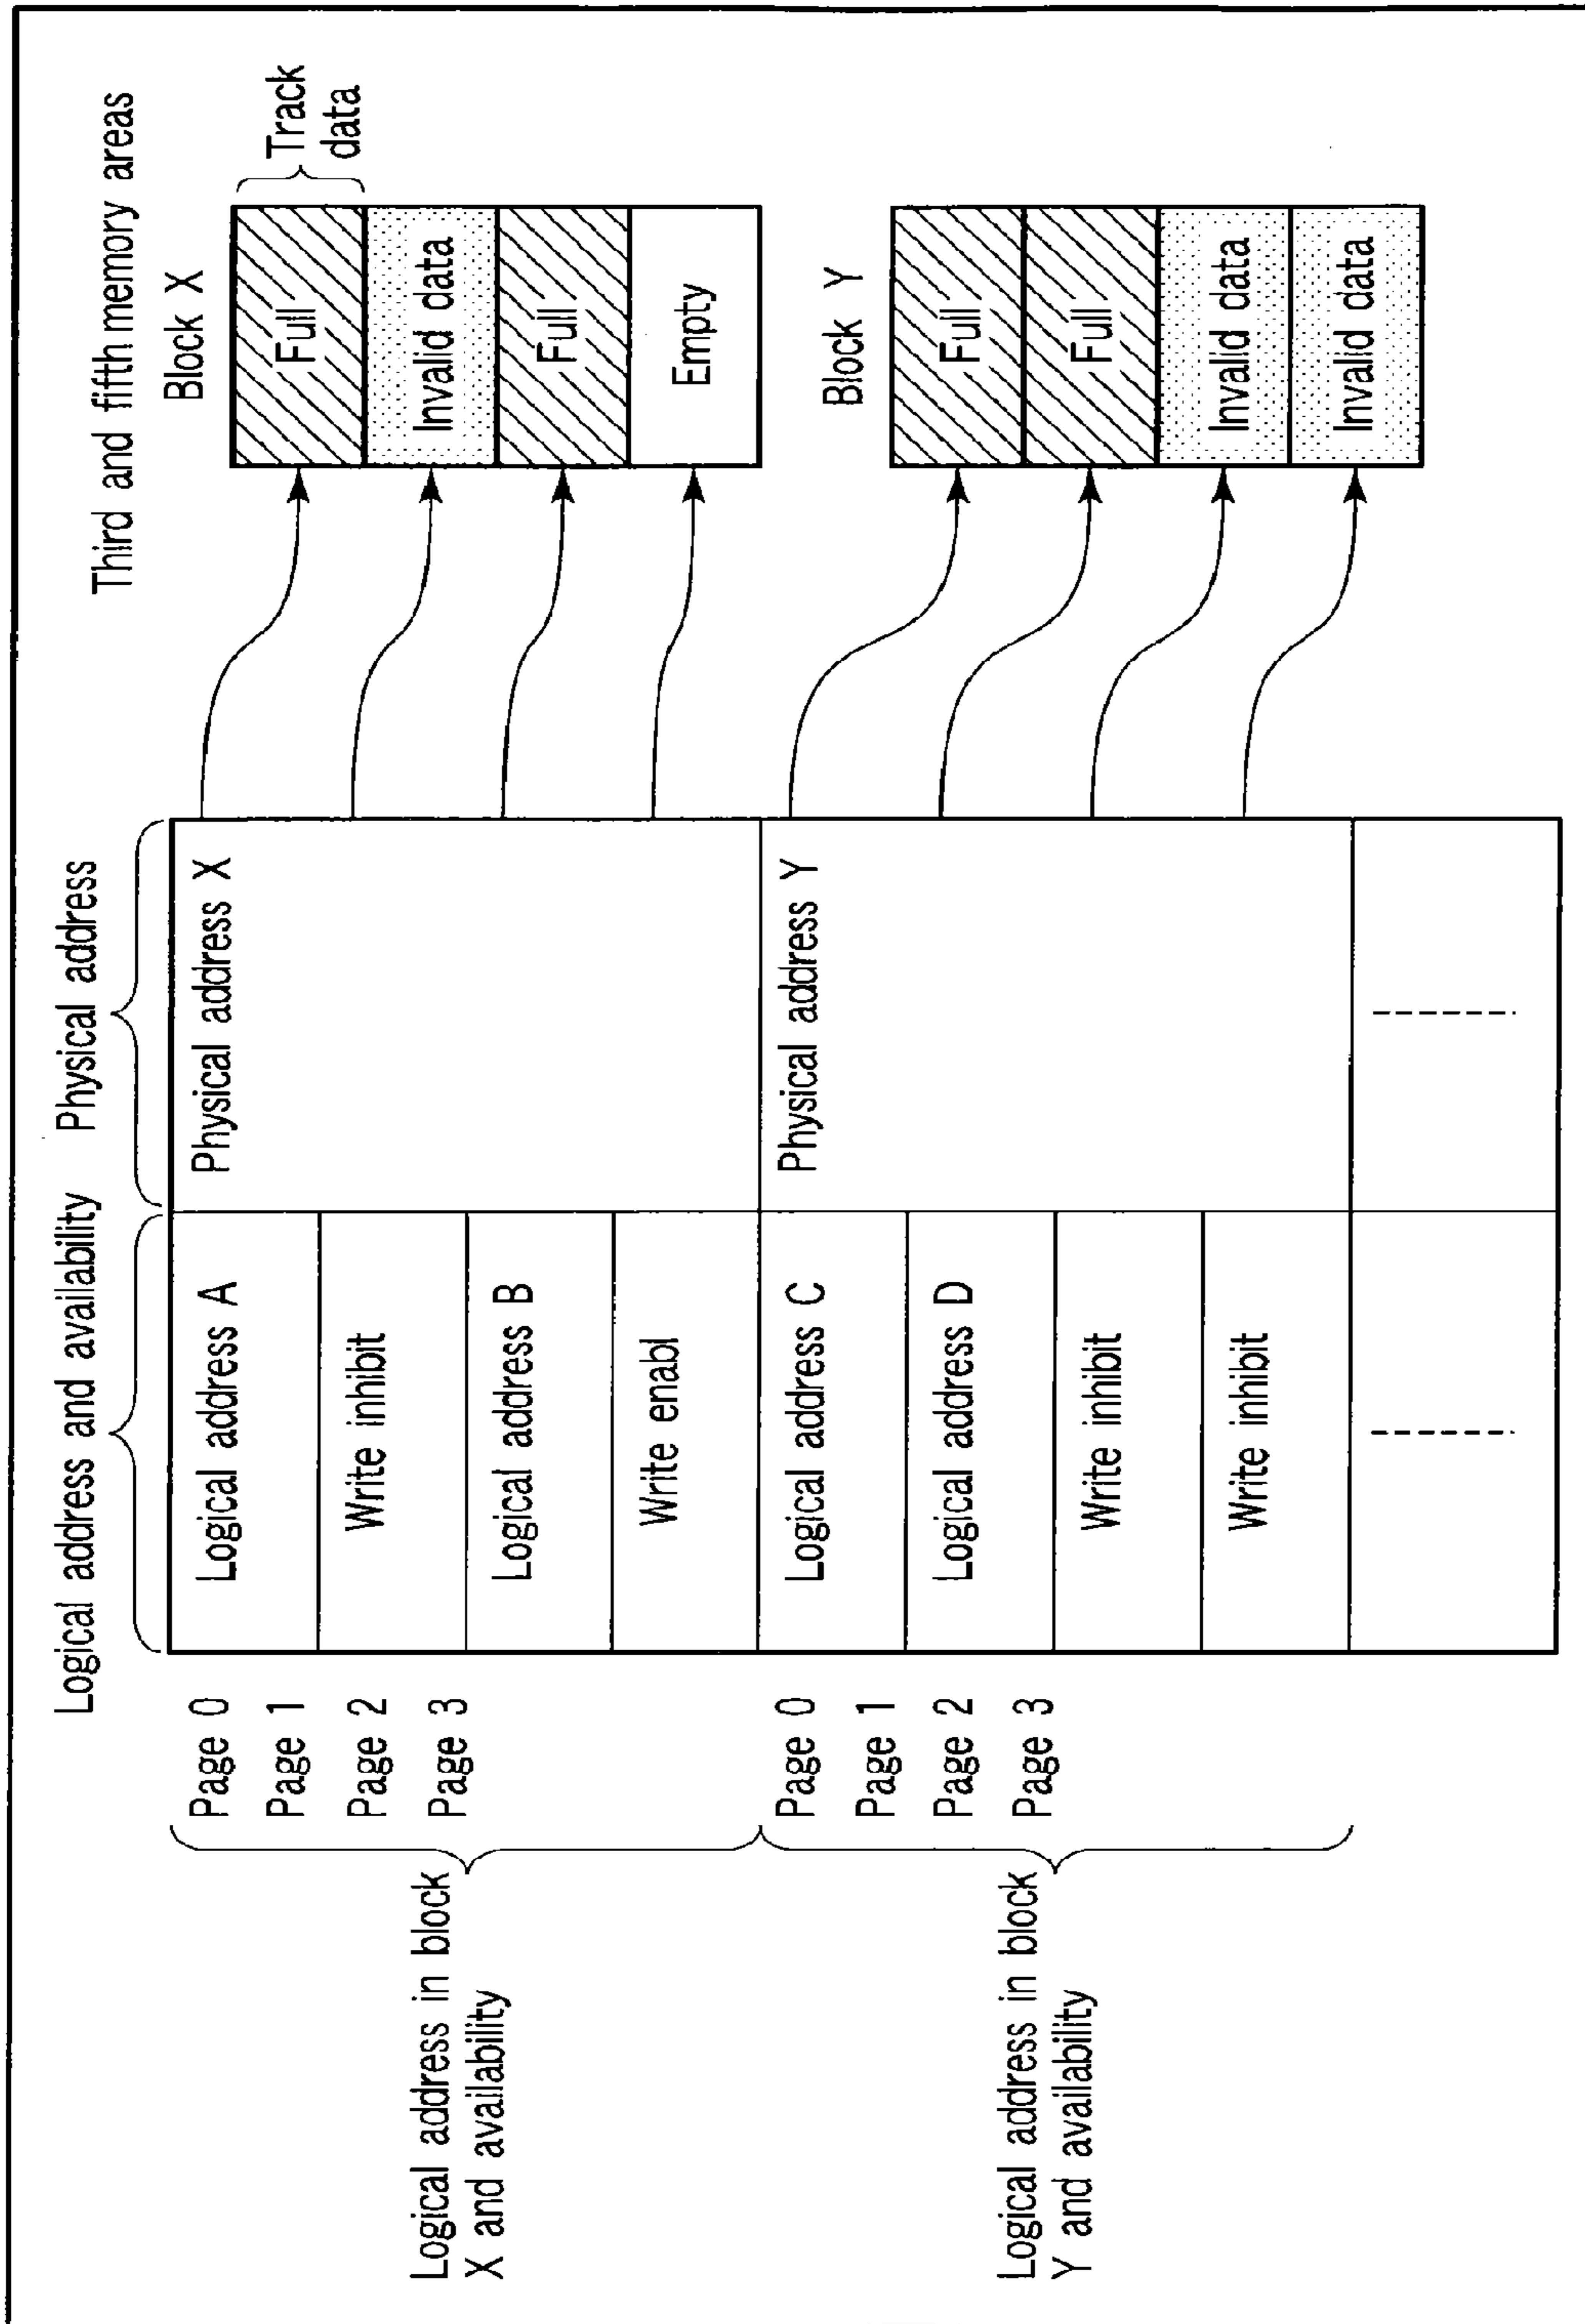 Logical address and availability
Physical address
Third and fifth memory areas
Page 0
Page 1
Page 2
Page 3
Logical address in block
X and availability
Logical address A
Write inhibit
Logical address B
Write enabl
Physical address X
Block X
Full
Invalid data
Full
Empty
Track
data
Page 0
Page 1
Page 2
Page 3
Logical address in block
Y and availability
Logical address C
Logical address D
Write inhibit
Write inhibit
Physical address Y
Block Y
Full
Full
Invalid data
Invalid data